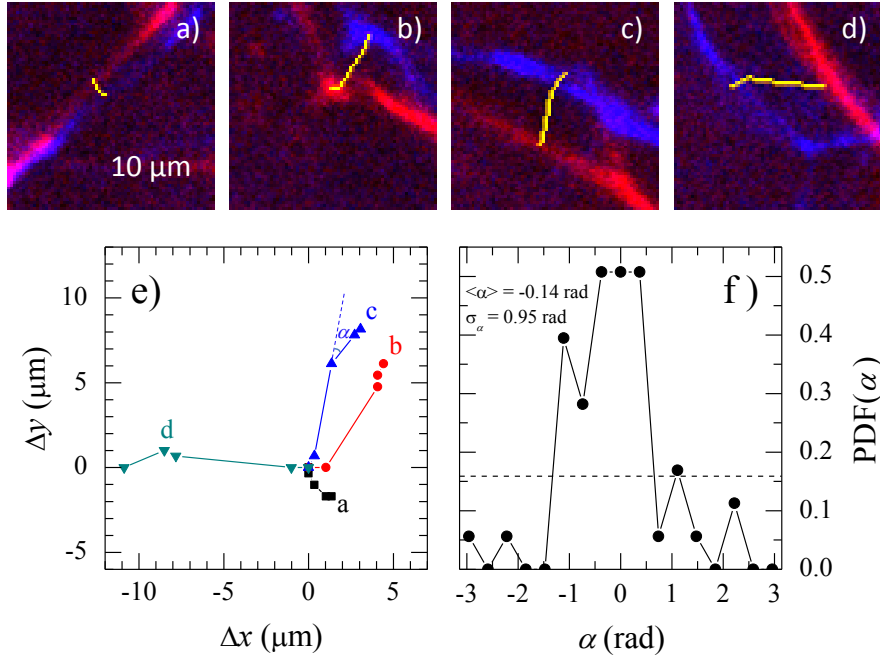 a)
b)
c)
d)
10 μm
e)
10
5
0
-5
-10
-5
0
5
Δy (μm)
Δx (μm)
a
b
c
d
α
f)
<α> = -0.14 rad
σα = 0.95 rad
0.5
0.4
0.3
0.2
0.1
0.0
-3
-2
-1
0
1
2
3
PDF(α)
α (rad)